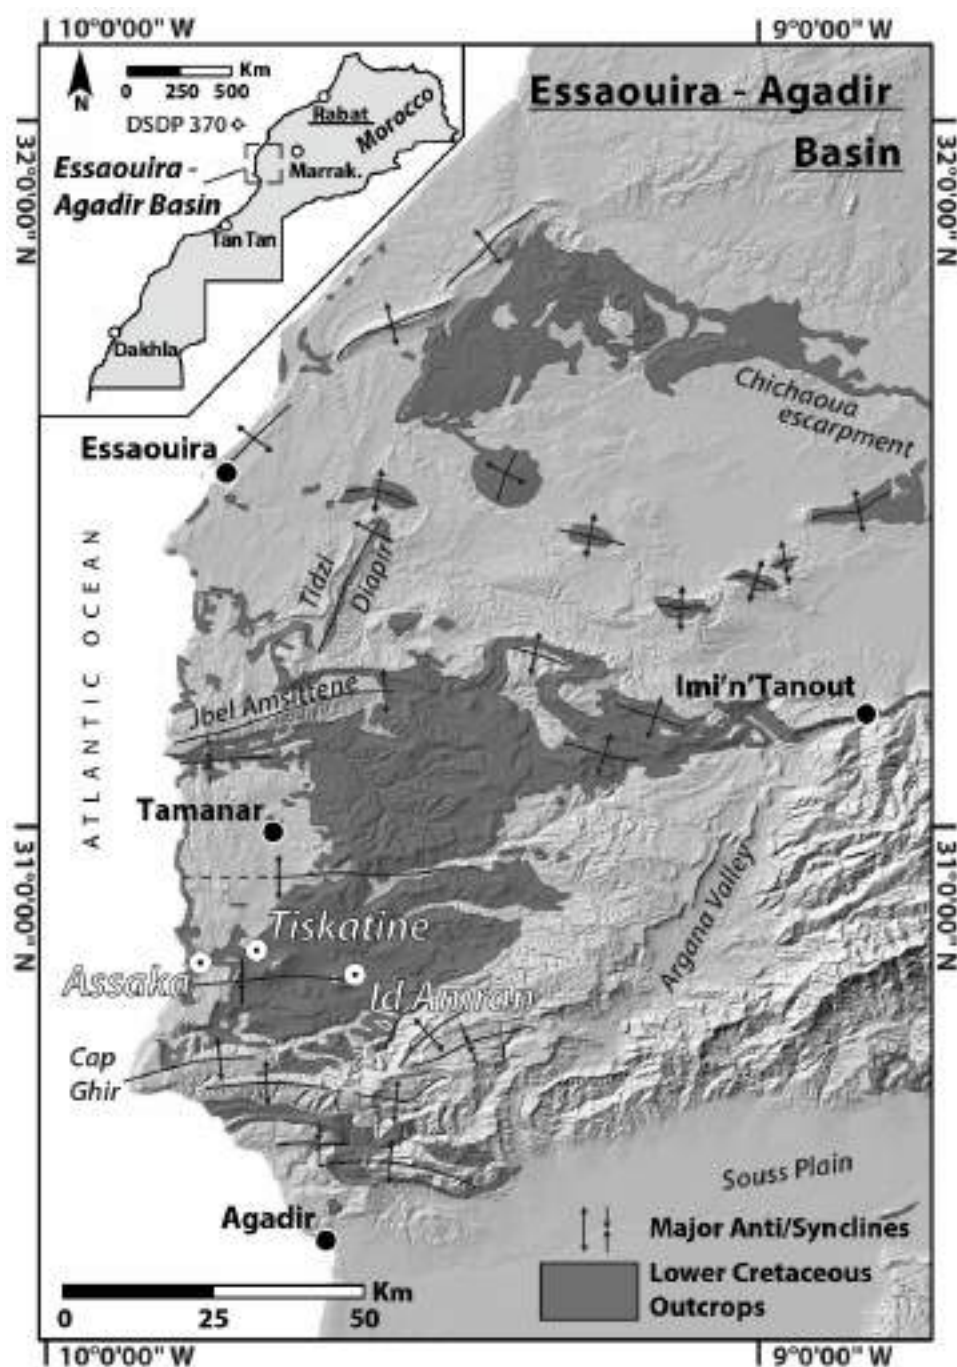 10°0'00" W
9°0'00" W
N
Km
0 250 500
DSDP 370
Rabat
Morocco
Marrak.
Essaouira -
Agadir Basin
Tan Tan
Dakhla
Essaouira - Agadir
Basin
32°0'00" N
32°0'00" N
Chichaoua
escarpment
Essaouira
Tidzi
Diapir
ATLANTIC OCEAN
Jbel Amsittene
Imi'n'Tanout
Tamanar
31°0'00" N
31°0'00" N
Argana Valley
Tiskatine
Assaka
Id Amran
Cap
Ghir
Souss Plain
Agadir
Major Anti/Synclines
Lower Cretaceous
Outcrops
Km
0 25 50
10°0'00" W
9°0'00" W